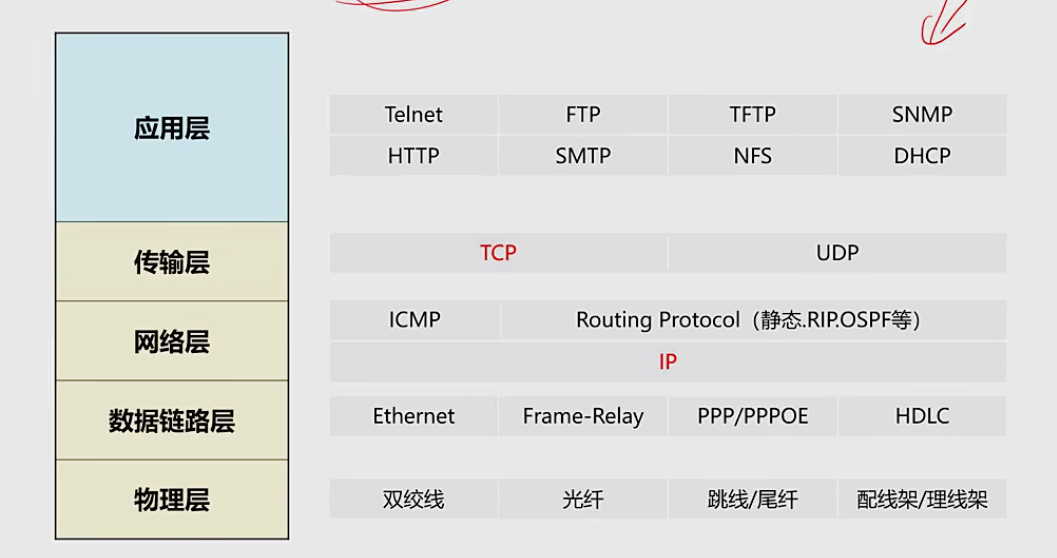 应用层
Telnet FTP TFTP SNMP
HTTP SMTP NFS DHCP
传输层
TCP UDP
网络层
ICMP Routing Protocol（静态.RIP.OSPF等）
IP
数据链路层
Ethernet Frame-Relay PPP/PPPOE HDLC
物理层
双绞线 光纤 跳线/尾纤 配线架/理线架